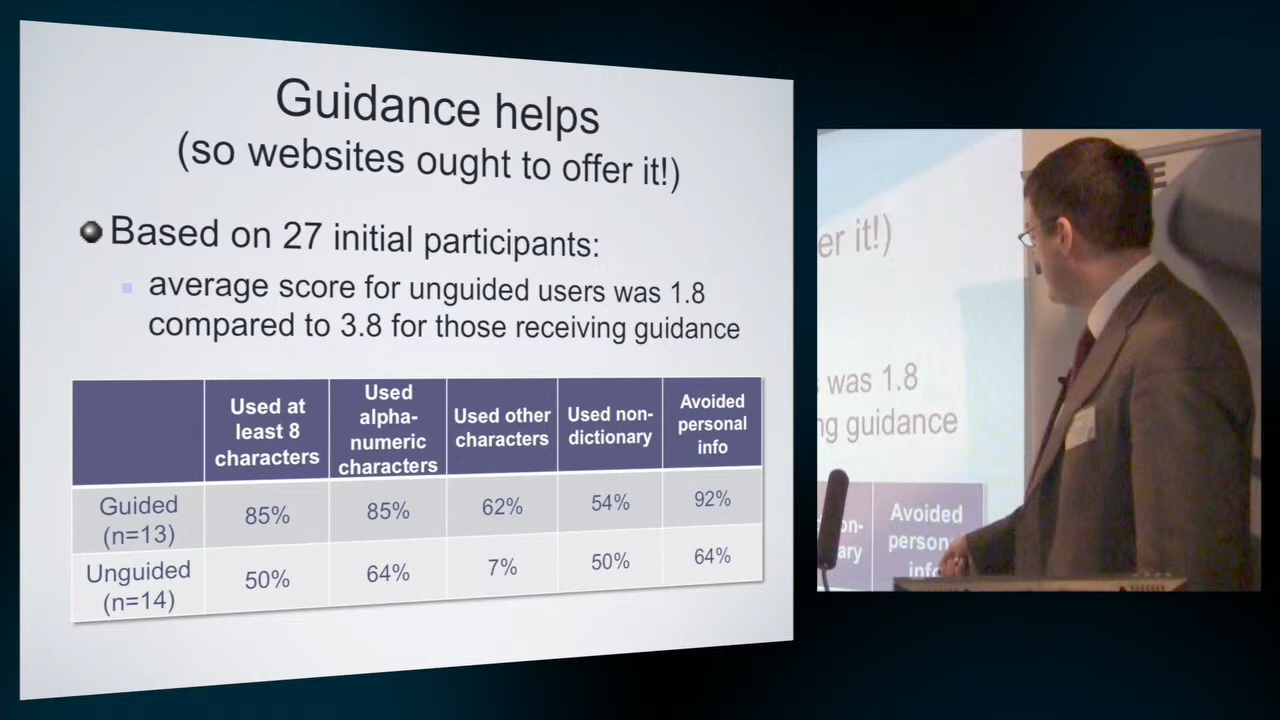 Guidance helps
(so websites ought to offer it!)
Based on 27 initial participants:
average score for unguided users was 1.8
compared to 3.8 for those receiving guidance
Used at least 8 characters
Used alpha-numeric characters
Used other characters
Used non-dictionary
Avoided personal info
Guided (n=13) 85% 85% 62% 54% 92%
Unguided (n=14) 50% 64% 7% 50% 64%
er it!)
was 1.8
ng guidance
on-
ary
Avoided
person
info
E